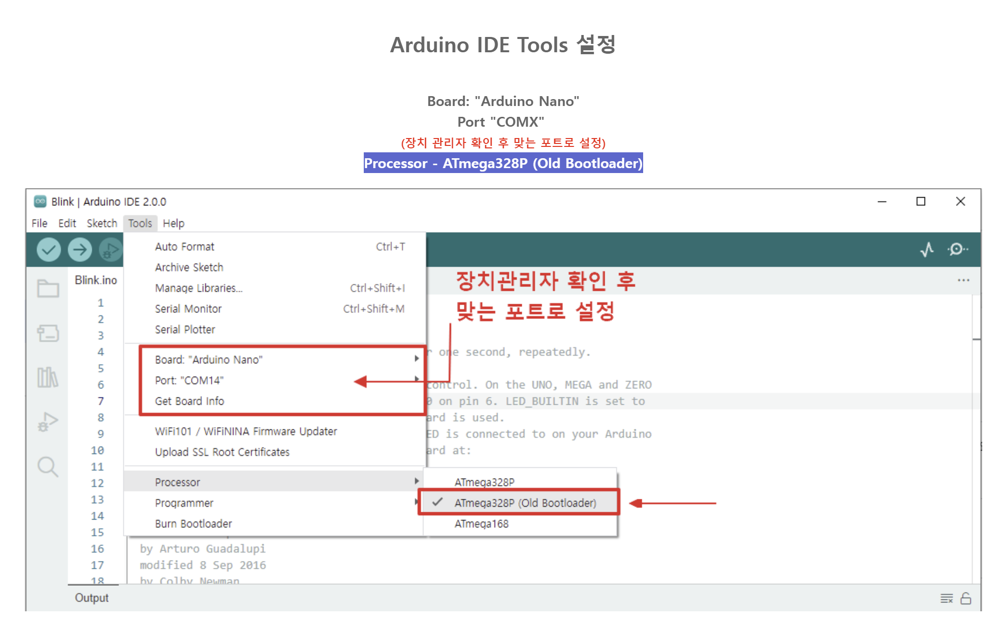 Arduino IDE Tools 설정
Board: "Arduino Nano"
Port "COMX"
(장치 관리자 확인 후 맞는 포트로 설정)
Processor - ATmega328P (Old Bootloader)
Blink | Arduino IDE 2.0.0
File Edit Sketch Tools Help
Auto Format Ctrl+T
Archive Sketch
Manage Libraries... Ctrl+Shift+I
Serial Monitor Ctrl+Shift+M
Serial Plotter
Board: "Arduino Nano"
Port: "COM14"
Get Board Info
WiFi101 / WiFiNINA Firmware Updater
Upload SSL Root Certificates
Processor
Programmer
Burn Bootloader
ATmega328P
ATmega328P (Old Bootloader)
ATmega168
장치관리자 확인 후
맞는 포트로 설정
Blink.ino
1
2
3
4 r one second, repeatedly.
5
6 control. On the UNO, MEGA and ZERO
7 0 on pin 6. LED_BUILTIN is set to
8 ard is used.
9 ED is connected to on your Arduino
10 ard at:
11
12
13
14
15
16 by Arturo Guadalupi
17 modified 8 Sep 2016
18 by Colby Newman
Output